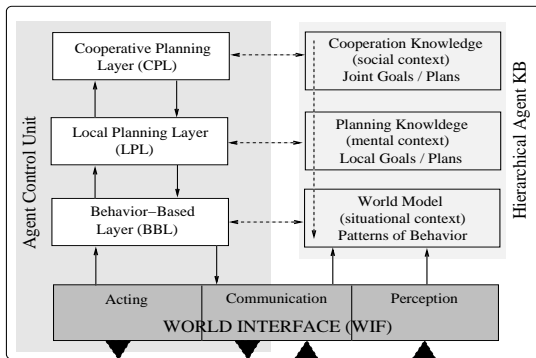 Agent Control Unit
Cooperative Planning
Layer (CPL)
Local Planning Layer
(LPL)
Behavior–Based
Layer (BBL)
Cooperation Knowledge
(social context)
Joint Goals / Plans
Planning Knowldege
(mental context)
Local Goals / Plans
World Model
(situational context)
Patterns of Behavior
Hierarchical Agent KB
Acting
Communication
Perception
WORLD INTERFACE (WIF)